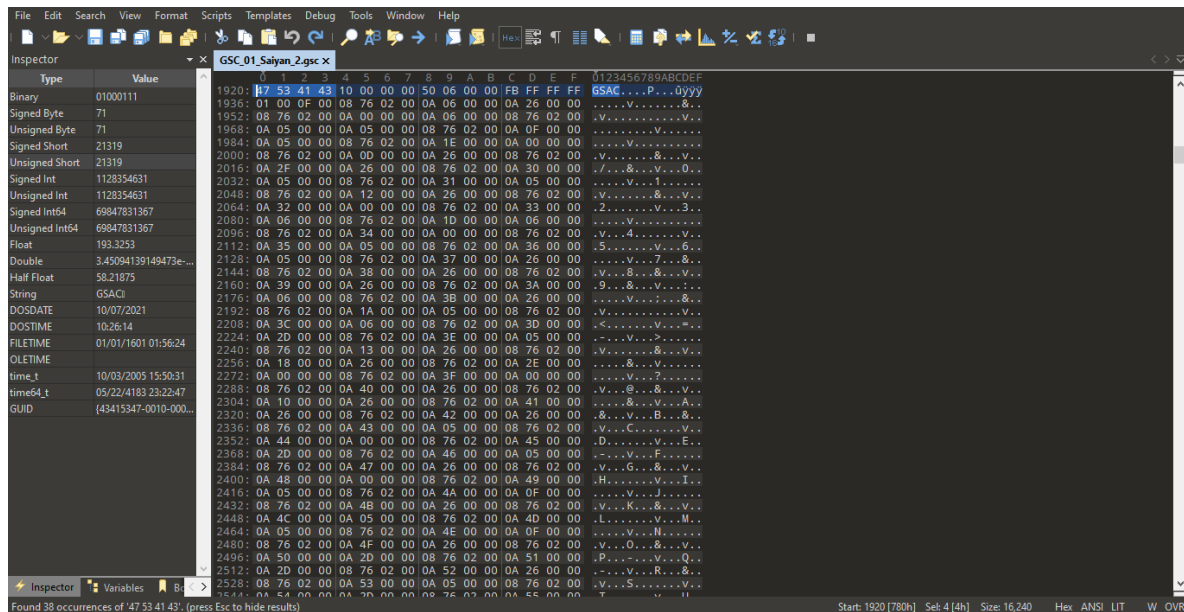 File Edit Search View Format Scripts Templates Debug Tools Window Help
Inspector
Type Value
Binary 01000111
Signed Byte 71
Unsigned Byte 71
Signed Short 21319
Unsigned Short 21319
Signed Int 1128354631
Unsigned Int 1128354631
Signed Int64 69847831367
Unsigned Int64 69847831367
Float 193.3253
Double 3.45094139149473e-...
Half Float 58.21875
String GSAC
DOSDATE 10/07/2021
DOSTIME 10:26:14
FILETIME 01/01/1601 01:56:24
OLETIME
time_t 10/03/2005 15:50:31
time64_t 05/22/4183 23:22:47
GUID {43415347-0010-000...
Inspector Variables
GSC_01_Saiyan_2.gsc x
0 1 2 3 4 5 6 7 8 9 A B C D E F 0123456789ABCDEF
1920: 47 53 41 43 10 00 00 00 50 06 00 00 FB FF FF FF GSAC....P...ûÿÿÿ
1936: 01 00 0F 00 08 76 02 00 0A 06 00 00 0A 26 00 00 .....v.......&..
1952: 08 76 02 00 0A 00 00 00 0A 06 00 00 08 76 02 00 .v...........v..
1968: 0A 05 00 00 0A 05 00 00 08 76 02 00 0A 0F 00 00 .........v......
1984: 0A 05 00 00 08 76 02 00 0A 1E 00 00 0A 00 00 00 .....v..........
2000: 08 76 02 00 0A 0D 00 00 0A 26 00 00 08 76 02 00 .v.......&...v..
2016: 0A 2F 00 00 0A 26 00 00 08 76 02 00 0A 30 00 00 ./...&...v...0..
2032: 0A 05 00 00 08 76 02 00 0A 31 00 00 0A 05 00 00 .....v...1......
2048: 08 76 02 00 0A 12 00 00 0A 26 00 00 08 76 02 00 .v.......&...v..
2064: 0A 32 00 00 0A 00 00 00 08 76 02 00 0A 33 00 00 .2.......v...3..
2080: 0A 06 00 00 08 76 02 00 0A 1D 00 00 0A 06 00 00 .....v..........
2096: 08 76 02 00 0A 34 00 00 0A 00 00 00 08 76 02 00 .v...4.......v..
2112: 0A 35 00 00 0A 05 00 00 08 76 02 00 0A 36 00 00 .5.......v...6..
2128: 0A 05 00 00 08 76 02 00 0A 37 00 00 0A 26 00 00 .....v...7...&..
2144: 08 76 02 00 0A 38 00 00 0A 26 00 00 08 76 02 00 .v...8...&...v..
2160: 0A 39 00 00 0A 26 00 00 08 76 02 00 0A 3A 00 00 .9...&...v...:..
2176: 0A 06 00 00 08 76 02 00 0A 3B 00 00 0A 26 00 00 .....v...;...&..
2192: 08 76 02 00 0A 1A 00 00 0A 05 00 00 08 76 02 00 .v...........v..
2208: 0A 3C 00 00 0A 06 00 00 08 76 02 00 0A 3D 00 00 .<.......v...=..
2224: 0A 2D 00 00 08 76 02 00 0A 3E 00 00 0A 05 00 00 .-...v...>......
2240: 08 76 02 00 0A 13 00 00 0A 26 00 00 08 76 02 00 .v.......&...v..
2256: 0A 18 00 00 0A 26 00 00 08 76 02 00 0A 2E 00 00 .....&...v......
2272: 0A 00 00 00 08 76 02 00 0A 3F 00 00 0A 00 00 00 .....v...?......
2288: 08 76 02 00 0A 40 00 00 0A 26 00 00 08 76 02 00 .v...@...&...v..
2304: 0A 10 00 00 0A 26 00 00 08 76 02 00 0A 41 00 00 .....&...v...A..
2320: 0A 26 00 00 08 76 02 00 0A 42 00 00 0A 26 00 00 .&...v...B...&..
2336: 08 76 02 00 0A 43 00 00 0A 05 00 00 08 76 02 00 .v...C.......v..
2352: 0A 44 00 00 0A 00 00 00 08 76 02 00 0A 45 00 00 .D.......v...E..
2368: 0A 2D 00 00 08 76 02 00 0A 46 00 00 0A 05 00 00 .-...v...F......
2384: 08 76 02 00 0A 47 00 00 0A 26 00 00 08 76 02 00 .v...G...&...v..
2400: 0A 48 00 00 0A 00 00 00 08 76 02 00 0A 49 00 00 .H.......v...I..
2416: 0A 05 00 00 08 76 02 00 0A 4A 00 00 0A 0F 00 00 .....v...J......
2432: 08 76 02 00 0A 4B 00 00 0A 26 00 00 08 76 02 00 .v...K...&...v..
2448: 0A 4C 00 00 0A 05 00 00 08 76 02 00 0A 4D 00 00 .L.......v...M..
2464: 0A 05 00 00 08 76 02 00 0A 4E 00 00 0A 0F 00 00 .....v...N......
2480: 08 76 02 00 0A 4F 00 00 0A 26 00 00 08 76 02 00 .v...O...&...v..
2496: 0A 50 00 00 0A 2D 00 00 08 76 02 00 0A 51 00 00 .P...-...v...Q..
2512: 0A 2D 00 00 08 76 02 00 0A 52 00 00 0A 26 00 00 .-...v...R...&..
2528: 08 76 02 00 0A 53 00 00 0A 05 00 00 08 76 02 00 .v...S.......v..
2544: 0A 54 00 00 0A 2D 00 00 08 76 02 00 0A 55 00 00
Found 38 occurrences of '47 53 41 43'. (press Esc to hide results)
Start: 1920 [780h] Sel: 4 [4h] Size: 16,240 Hex ANSI LIT W OVR